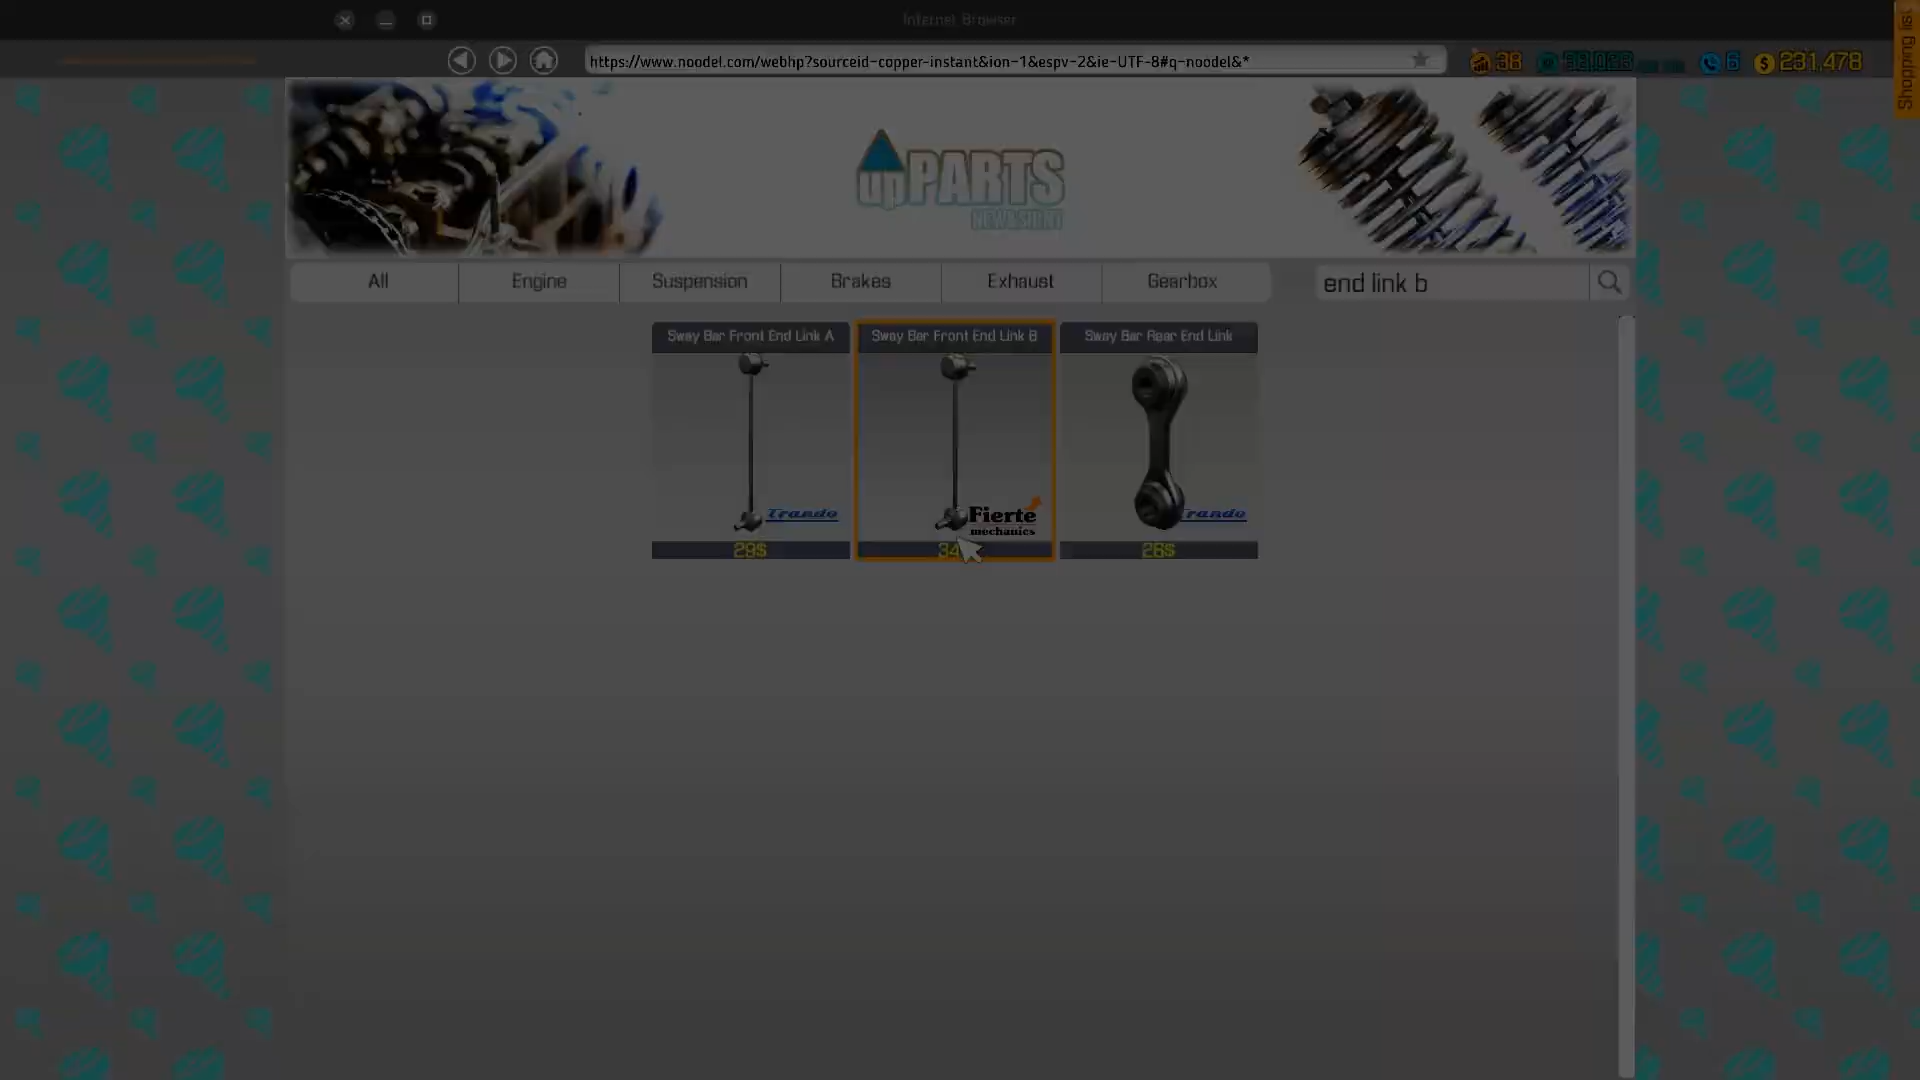 Internet Browser
https://www.noodel.com/webhp?sourceid-copper-instant&ion-1&espv-2&ie-UTF-8#q-noodel&*
38
6
231,478
Shopping list
upPARTS
All
Engine
Suspension
Brakes
Exhaust
Gearbox
end link b
Sway Bar Front End Link A
Sway Bar Front End Link B
Sway Bar Rear End Link
Trando
Fierte
mechanics
Trando
29$
34
26$